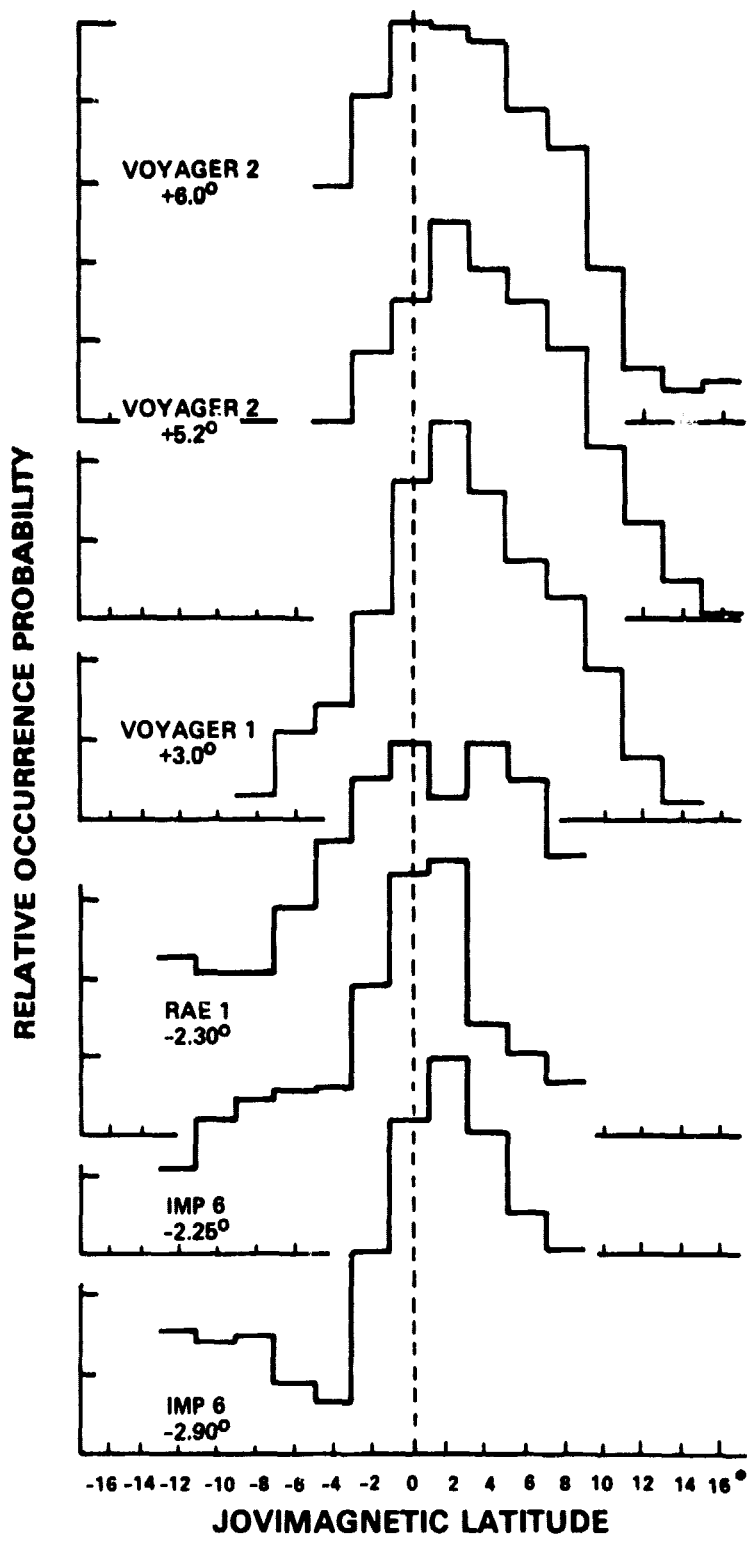 RELATIVE OCCURRENCE PROBABILITY
VOYAGER 2
+6.0°
VOYAGER 2
+5.2°
VOYAGER 1
+3.0°
RAE 1
-2.30°
IMP 6
-2.25°
IMP 6
-2.90°
-16 -14 -12 -10 -8 -6 -4 -2 0 2 4 6 8 10 12 14 16°
JOVIMAGNETIC LATITUDE